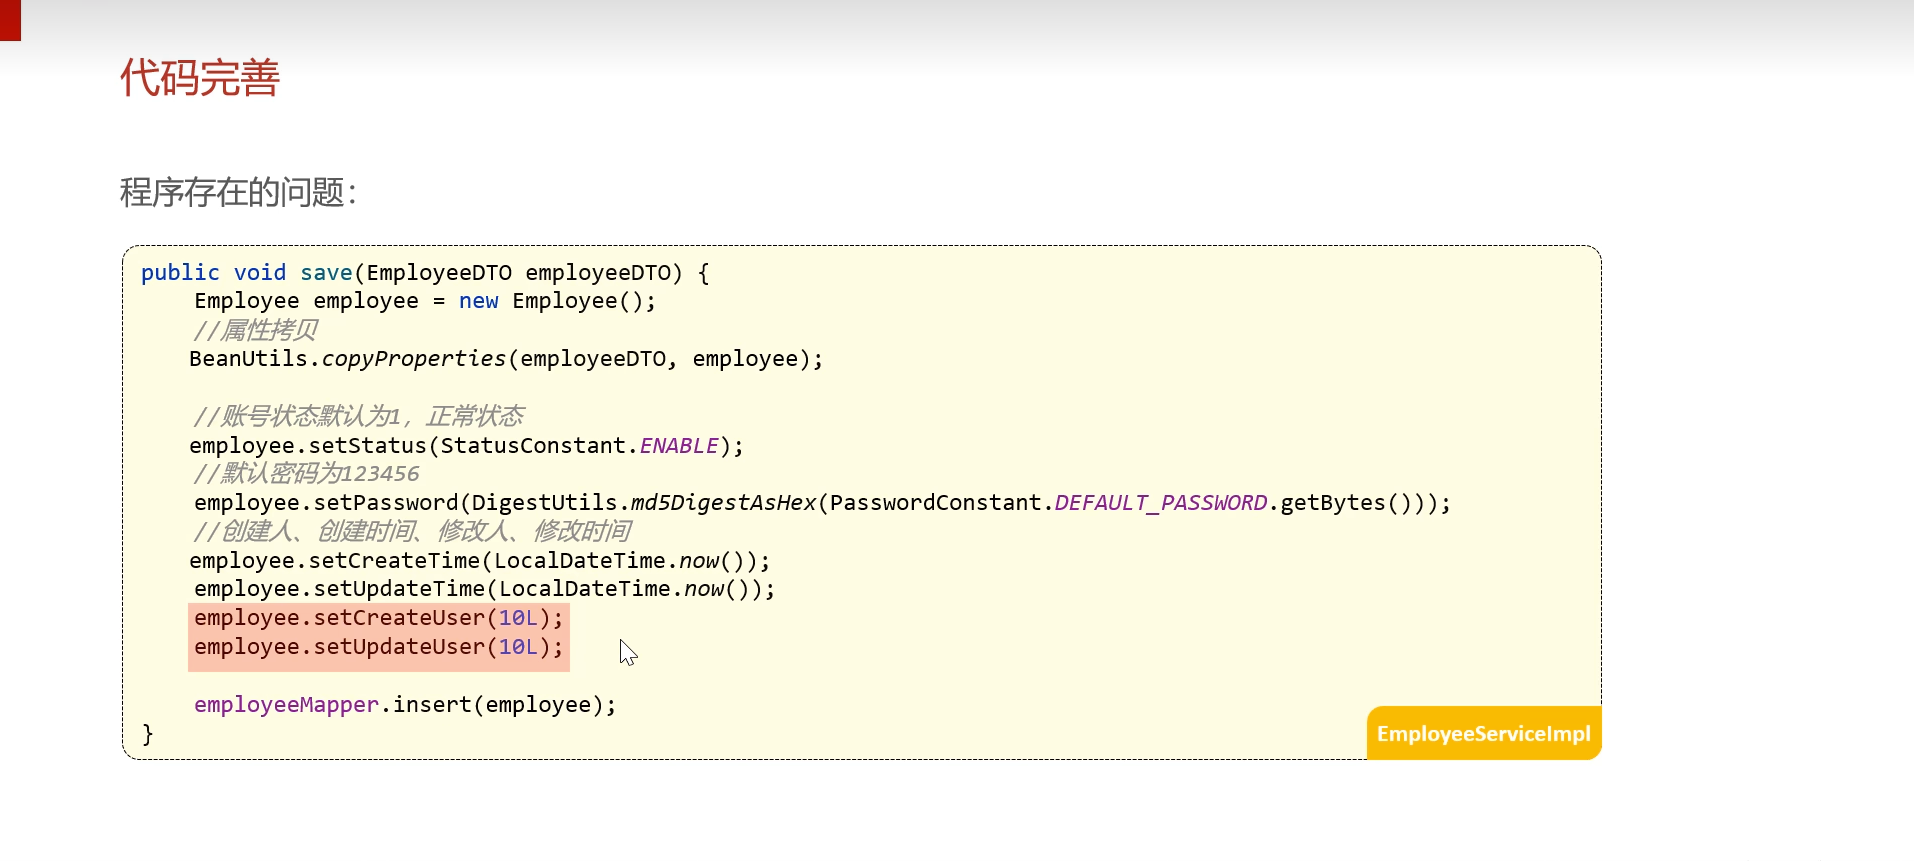 代码完善
程序存在的问题：
public void save(EmployeeDTO employeeDTO) {
    Employee employee = new Employee();
    //属性拷贝
    BeanUtils.copyProperties(employeeDTO, employee);
    //账号状态默认为1，正常状态
    employee.setStatus(StatusConstant.ENABLE);
    //默认密码为123456
    employee.setPassword(DigestUtils.md5DigestAsHex(PasswordConstant.DEFAULT_PASSWORD.getBytes()));
    //创建人、创建时间、修改人、修改时间
    employee.setCreateTime(LocalDateTime.now());
    employee.setUpdateTime(LocalDateTime.now());
    employee.setCreateUser(10L);
    employee.setUpdateUser(10L);
    employeeMapper.insert(employee);
}
EmployeeServiceImpl